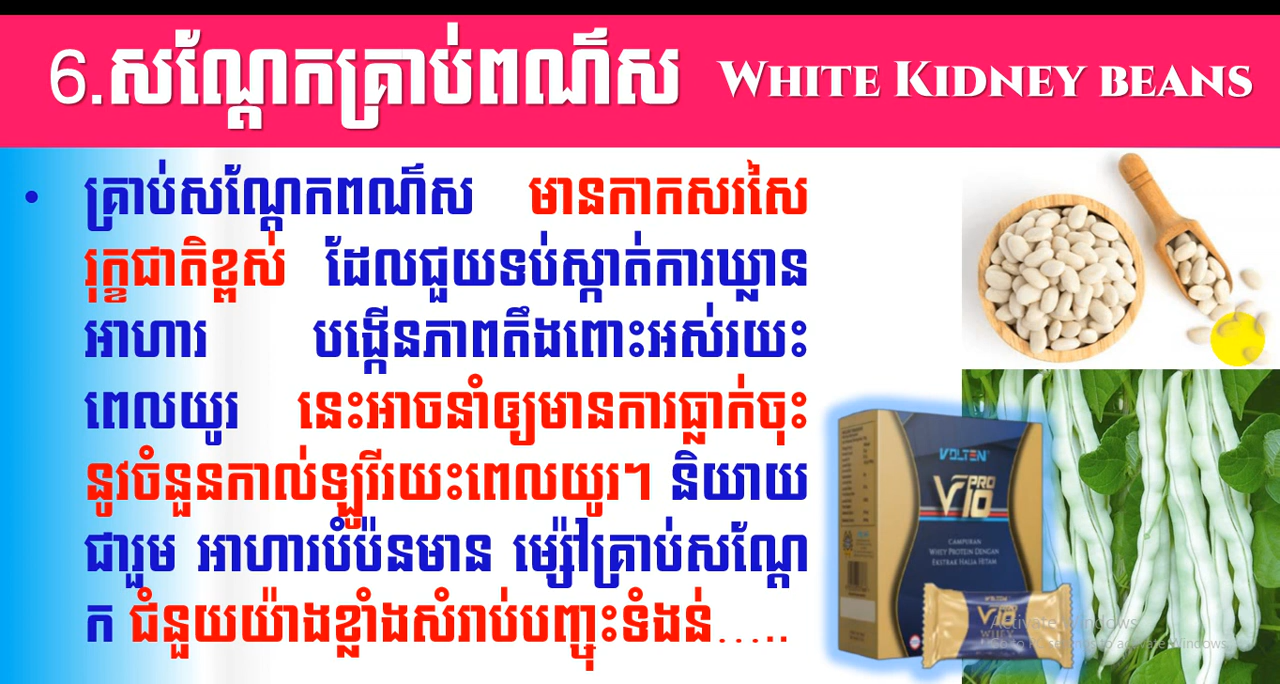 6.សណ្តែកគ្រាប់ពណ៌ស WHITE KIDNEY BEANS
• គ្រាប់សណ្តែកពណ៌ស មានកាកសរសៃ
រុក្ខជាតិខ្ពស់ ដែលជួយទប់ស្កាត់ការឃ្លាន
អាហារ បង្កើនភាពតឹងពោះអស់រយៈ
ពេលយូរ នេះអាចនាំឲ្យមានការធ្លាក់ចុះ
នូវចំនួនកាល់ឡូរីរយៈពេលយូរ។ និយាយ
ជារួម អាហារបំប៉នមាន ម្ស៉ៅគ្រាប់សណ្តែ
ក ជំនួយយ៉ាងខ្លាំងសំរាប់បញ្ចុះទំងន់…..
VOLTEN
PRO
V10
CAMPURAN
WHEY PROTEIN DENGAN
EKSTRAK HALIA HITAM
VOLTEN
V10 PRO
WHEY
Activate Windows